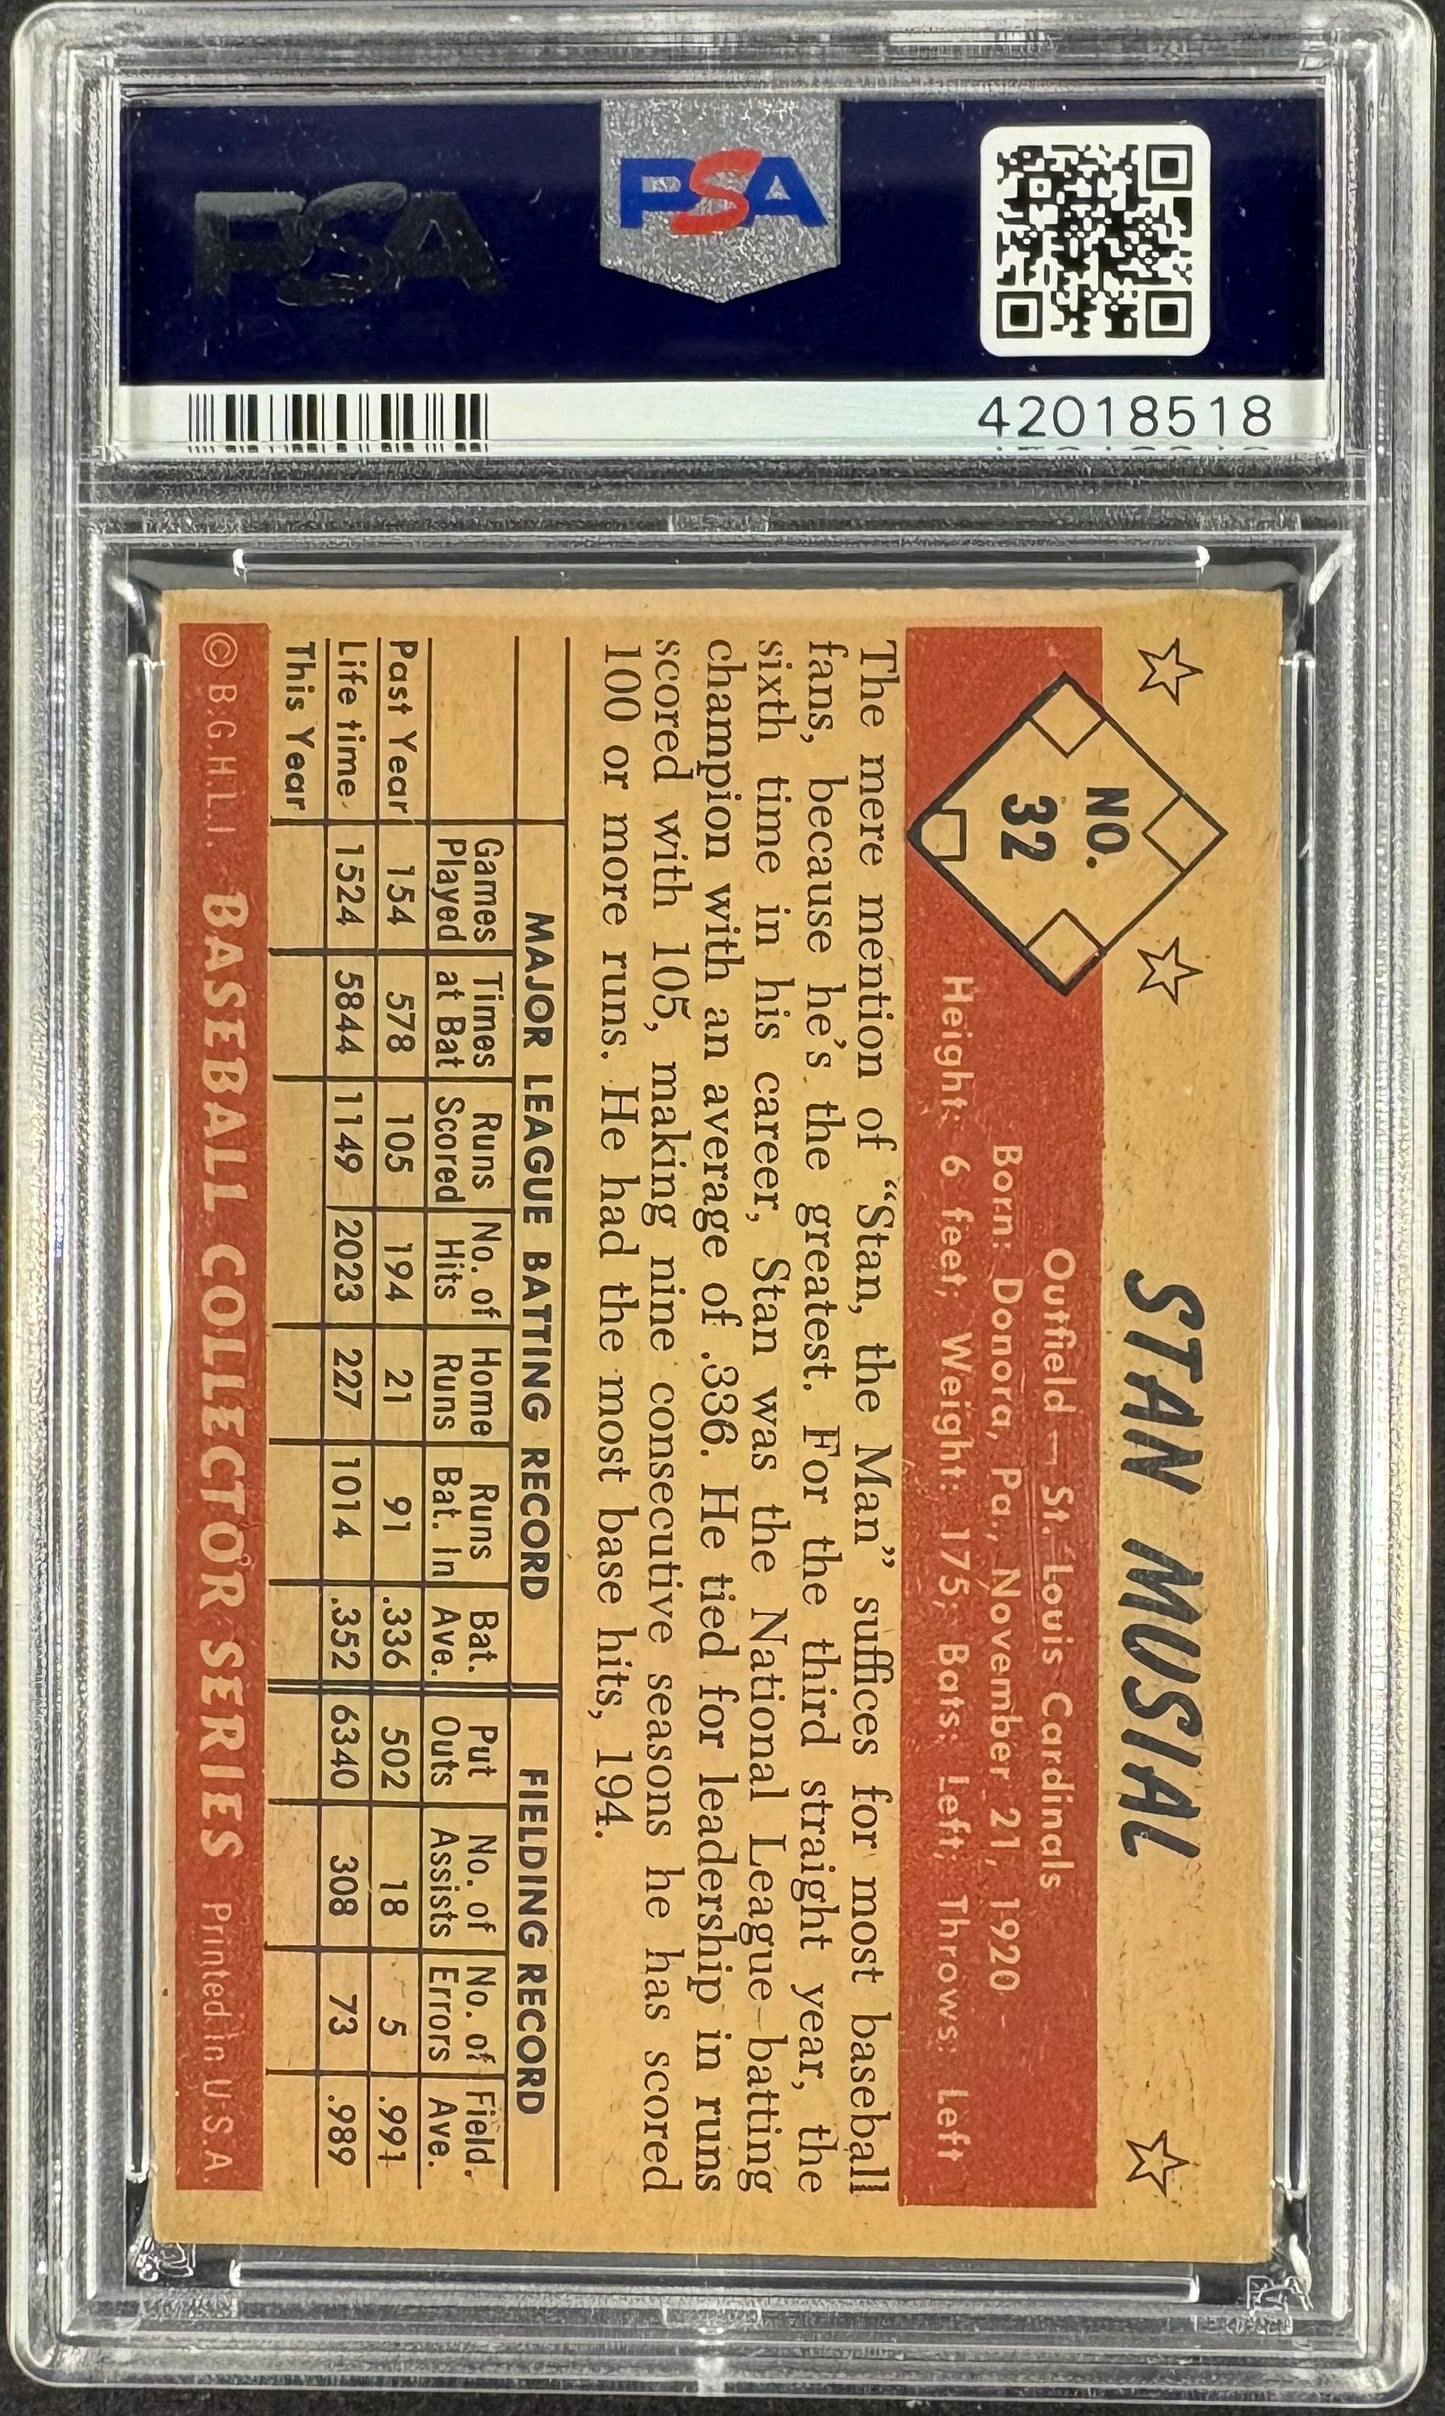 PSA
PSA
42018518
NO.
32
STAN MUSIAL
Outfield — St. Louis Cardinals
Born: Donora, Pa., November 21, 1920
Height: 6 feet; Weight: 175; Bats: Left; Throws: Left
The mere mention of “Stan, the Man” suffices for most baseball
fans, because he's the greatest. For the third straight year, the
sixth time in his career, Stan was the National League batting
champion with an average of .336. He tied for leadership in runs
scored with 105, making nine consecutive seasons he has scored
100 or more runs. He had the most base hits, 194.
MAJOR LEAGUE BATTING RECORD FIELDING RECORD
Games Times Runs No. of Home Runs Bat. Put No. of No. of Field.
Played at Bat Scored Hits Runs Bat. In Ave. Outs Assists Errors Ave.
Past Year 154 578 105 194 21 91 .336 502 18 5 .991
Life time 1524 5844 1149 2023 227 1014 .352 6340 308 73 .989
This Year
© B.G.H.L.I. BASEBALL COLLECTOR SERIES Printed in U.S.A.